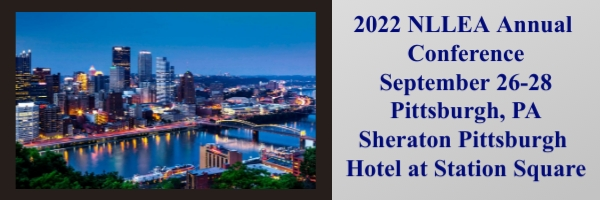 2022 NLLEA Annual
Conference
September 26-28
Pittsburgh, PA
Sheraton Pittsburgh
Hotel at Station Square